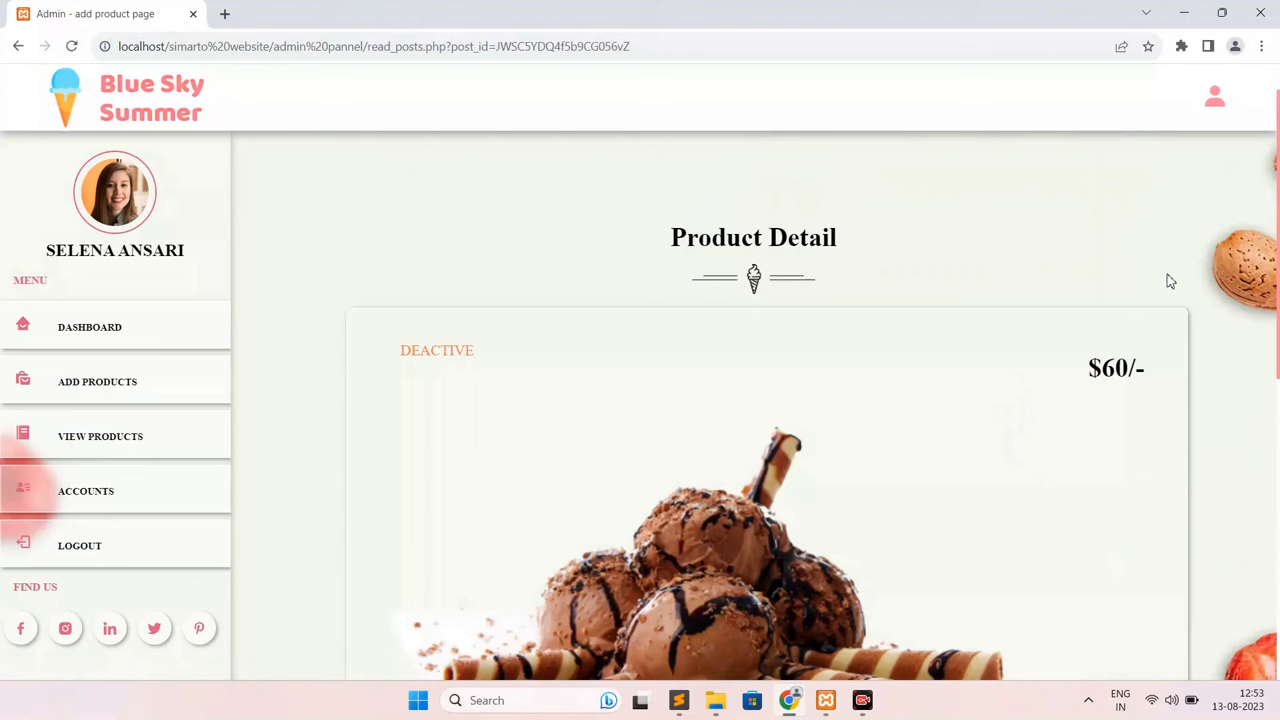 Admin - add product page
localhost/simarto%20website/admin%20pannel/read_posts.php?post_id=JWSC5YDQ4f5b9CG056vZ
Blue Sky
Summer
SELENA ANSARI
MENU
DASHBOARD
ADD PRODUCTS
VIEW PRODUCTS
ACCOUNTS
LOGOUT
FIND US
Product Detail
DEACTIVE
$60/-
Search
ENG
IN
12:53
13-08-2023